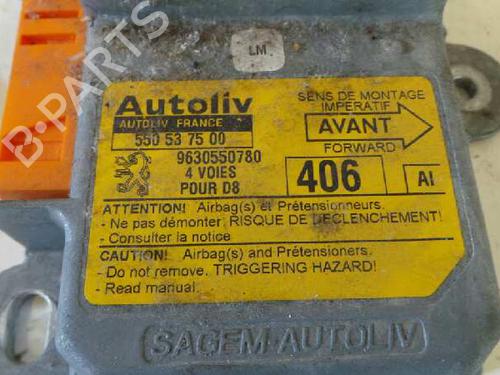 LM
Autoliv
AUTOLIV FRANCE
550 53 75 00
9630550780
4 VOIES
POUR D8
SENS DE MONTAGE
IMPERATIF
AVANT
FORWARD
406
AI
ATTENTION! Airbag(s) et Prétensionneurs.
- Ne pas démonter. RISQUE DE DECLENCHEMENT!
- Consulter la notice
CAUTION! Airbag(s) and Prétensioners.
- Do not remove. TRIGGERING HAZARD!
- Read manual.
SAGEM-AUTOLIV
B-PARTS